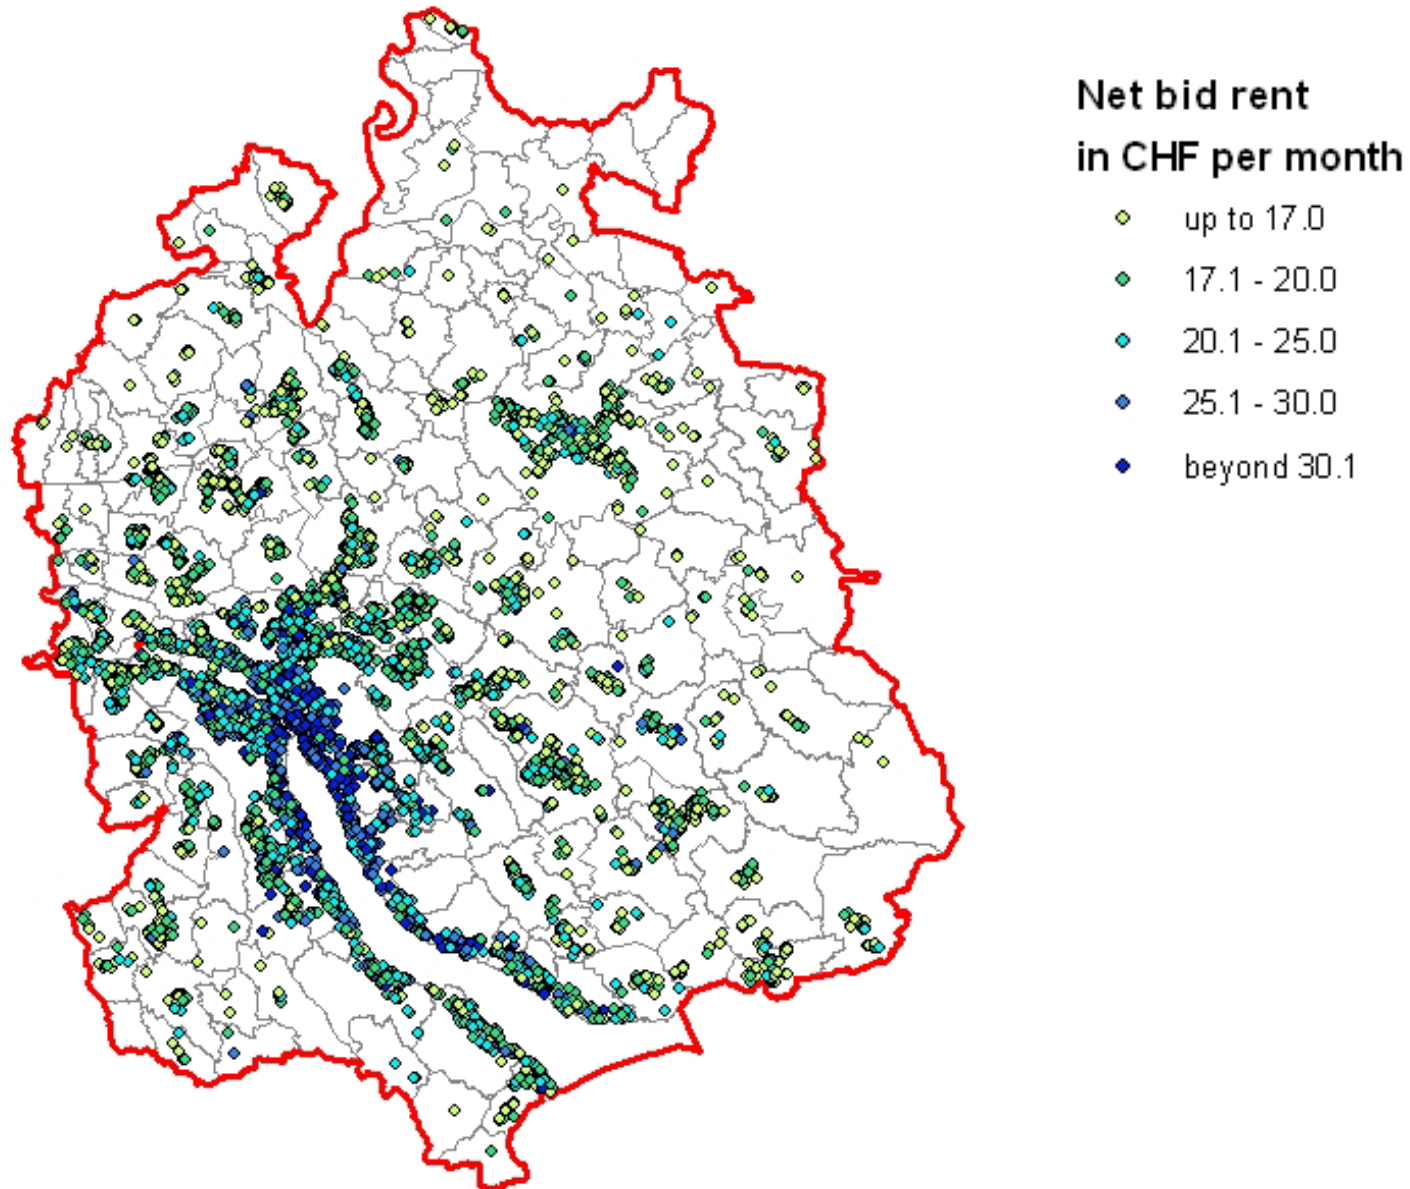 Net bid rent
in CHF per month
up to 17.0
17.1 - 20.0
20.1 - 25.0
25.1 - 30.0
beyond 30.1